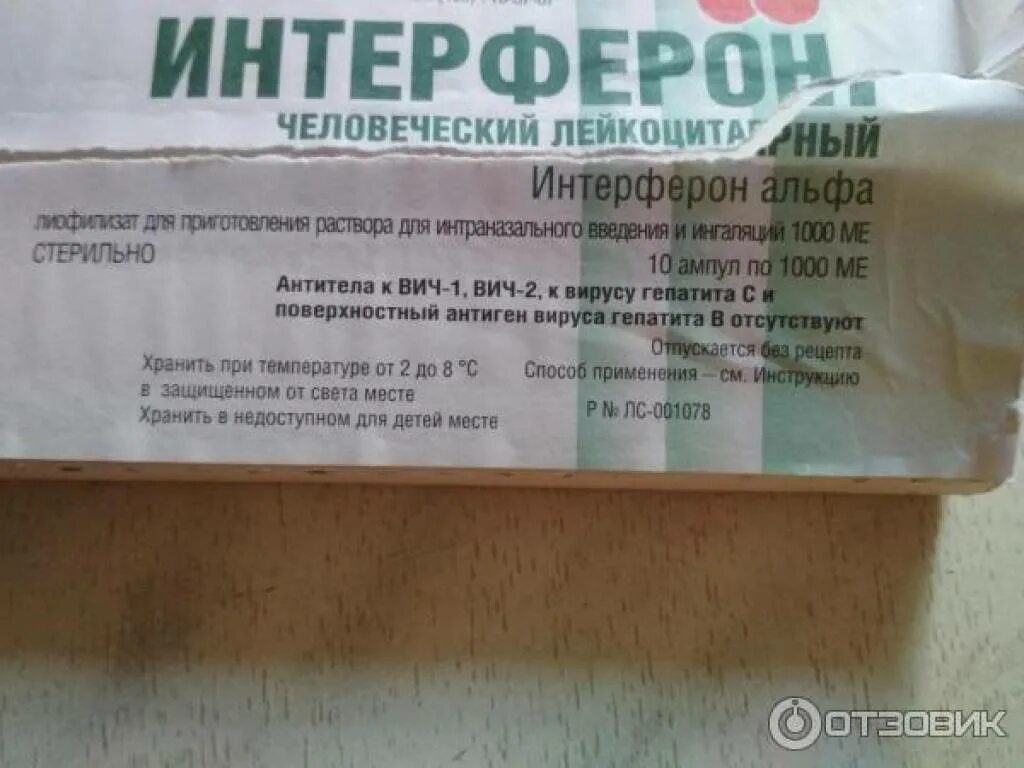 ИНТЕРФЕРОН
ЧЕЛОВЕЧЕСКИЙ ЛЕЙКОЦИТАРНЫЙ
Интерферон альфа
лиофилизат для приготовления раствора для интраназального введения и ингаляций 1000 МЕ
СТЕРИЛЬНО
10 ампул по 1000 МЕ
Антитела к ВИЧ-1, ВИЧ-2, к вирусу гепатита С и
поверхностный антиген вируса гепатита В отсутствуют
Отпускается без рецепта
Способ применения – см. Инструкцию
Р № ЛС-001078
Хранить при температуре от 2 до 8 °С
в защищенном от света месте
Хранить в недоступном для детей месте
ОТЗОВИК